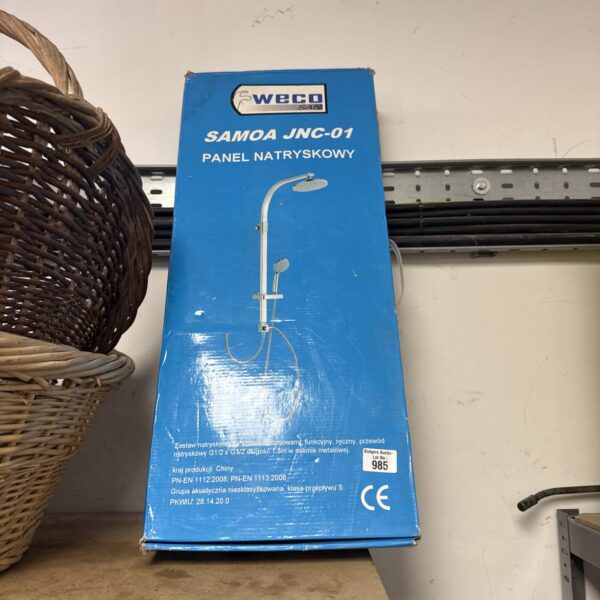 weco
SAN
SAMOA JNC-01
PANEL NATRYSKOWY
Zestaw natryskowy funkcyjny, ręczny, przewód
natryskowy G1/2 x G1/2 długość 1,5m w osłonie metalowej.
kraj produkcji: Chiny
PN-EN 1112:2008; PN-EN 1113:2008
Grupa akustyczna niesklasyfikowana, klasa przepływu S
PKWiU: 28.14.20.0
Lot No.:
985
CE